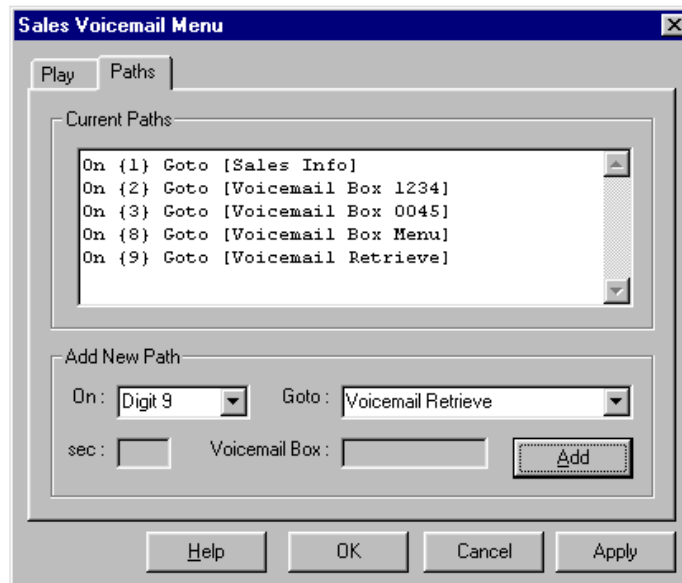 Sales Voicemail Menu
Play Paths
Current Paths
On {1} Goto [Sales Info]
On {2} Goto [Voicemail Box 1234]
On {3} Goto [Voicemail Box 0045]
On {8} Goto [Voicemail Box Menu]
On {9} Goto [Voicemail Retrieve]
Add New Path
On : Digit 9 Goto : Voicemail Retrieve
sec : Voicemail Box : Add
Help OK Cancel Apply